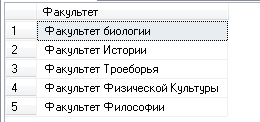 Факультет
1 Факультет биологии
2 Факультет Истории
3 Факультет Троеборья
4 Факультет Физической Культуры
5 Факультет Философии